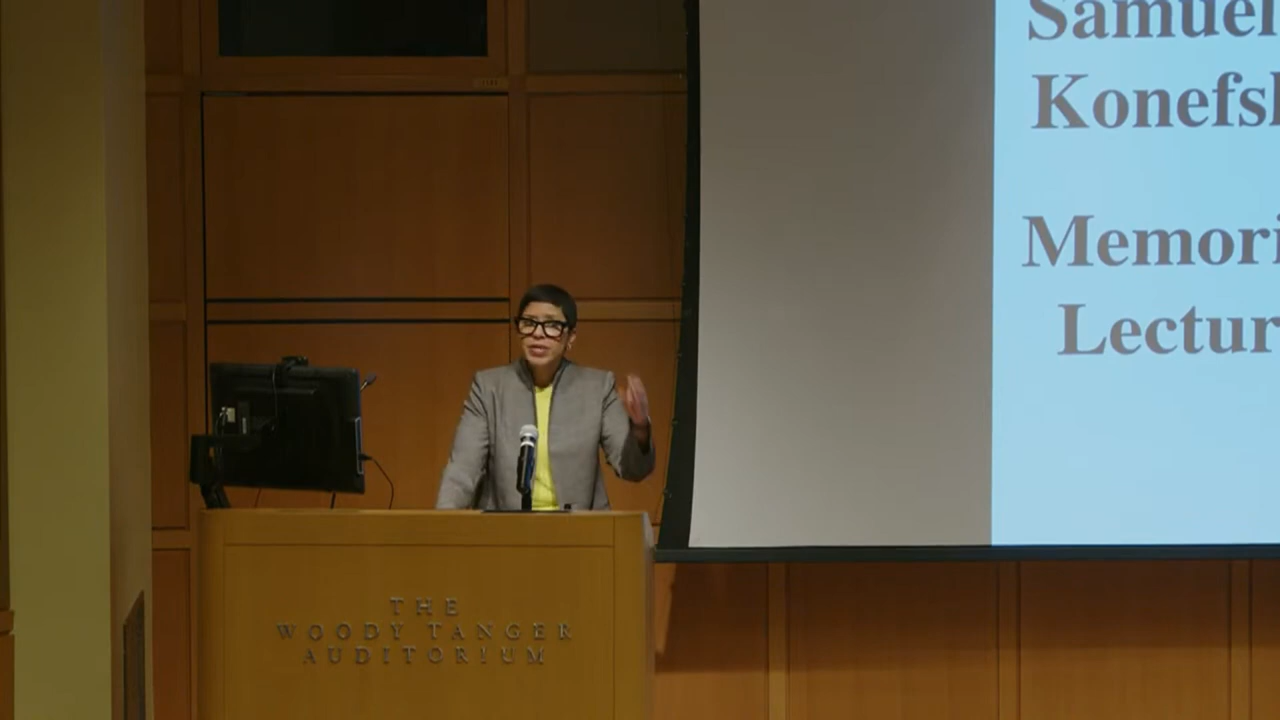 Samuel
Konefsk
Memori
Lectur
THE
WOODY TANGER
AUDITORIUM